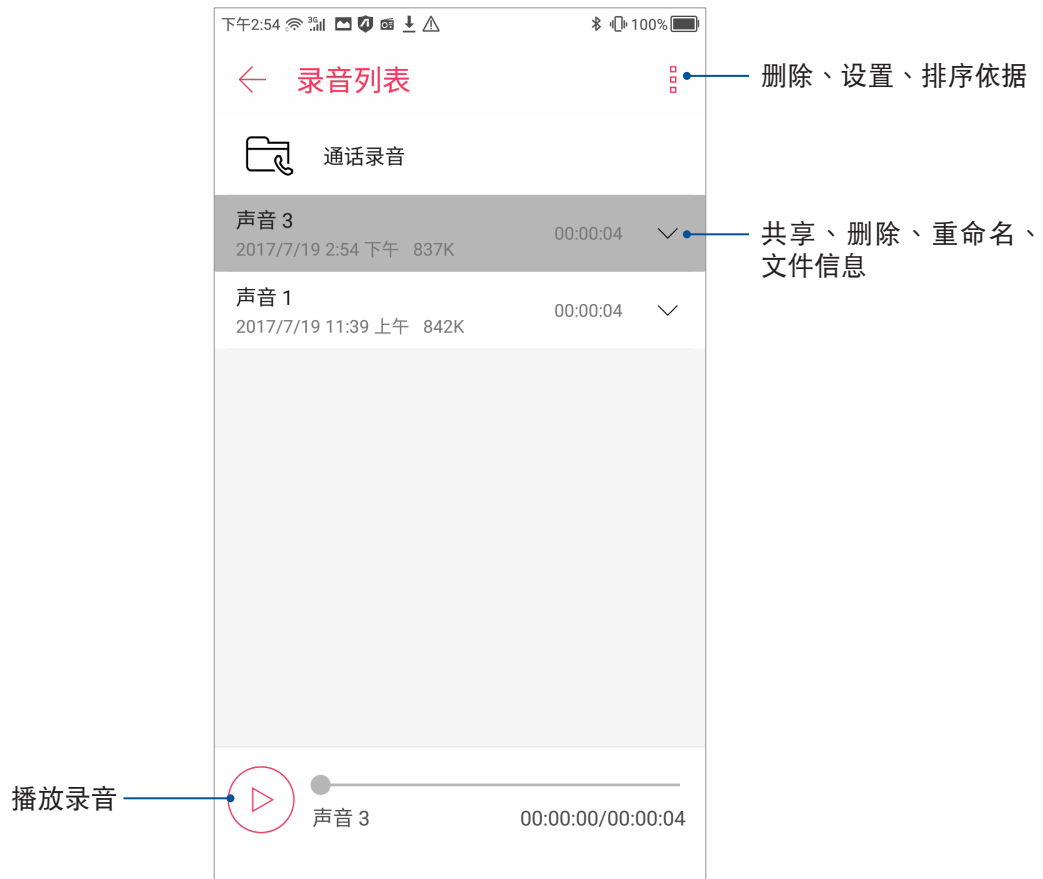 下午2:54 3G 100%
录音列表
删除、设置、排序依据
通话录音
声音 3
2017/7/19 2:54 下午 837K
00:00:04
共享、删除、重命名、
文件信息
声音 1
2017/7/19 11:39 上午 842K
00:00:04
播放录音
声音 3
00:00:00/00:00:04